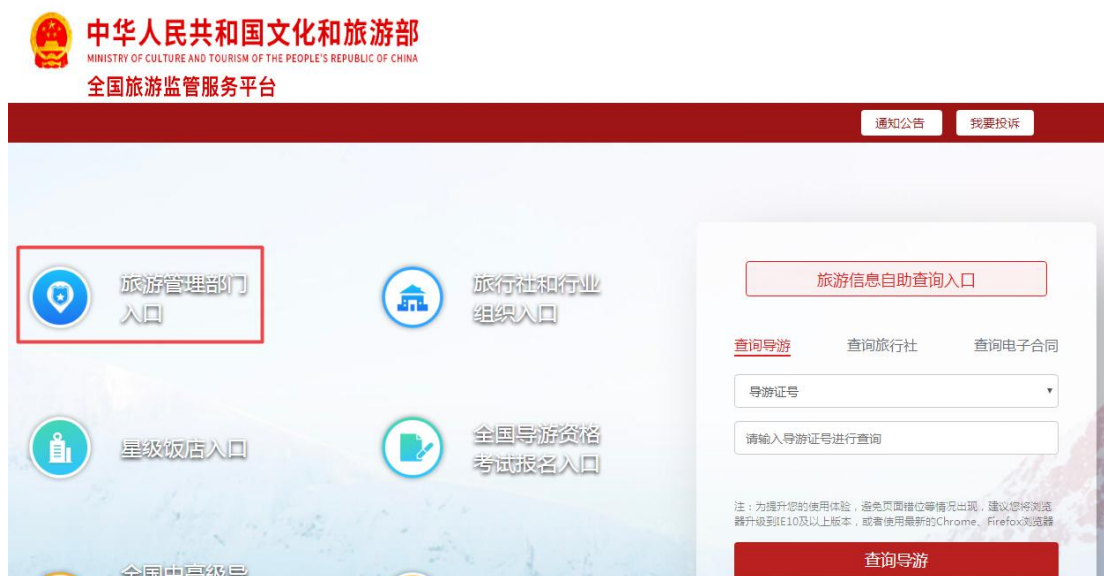 中华人民共和国文化和旅游部
MINISTRY OF CULTURE AND TOURISM OF THE PEOPLE'S REPUBLIC OF CHINA
全国旅游监管服务平台
通知公告
我要投诉
旅游管理部门
入口
旅行社和行业
组织入口
星级饭店入口
全国导游资格
考试报名入口
全国中高级导
旅游信息自助查询入口
查询导游
查询旅行社
查询电子合同
导游证号
请输入导游证号进行查询
注：为提升您的使用体验，避免页面错位等情况出现，建议您将浏览
器升级到IE10及以上版本，或者使用最新的Chrome、Firefox浏览器
查询导游